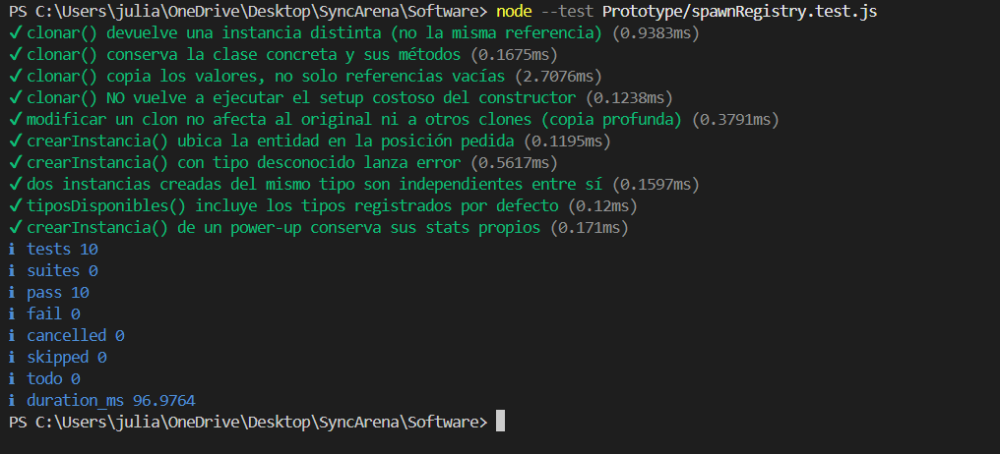 PS C:\Users\julia\OneDrive\Desktop\SyncArena\Software> node --test Prototype/spawnRegistry.test.js
✔ clonar() devuelve una instancia distinta (no la misma referencia) (0.9383ms)
✔ clonar() conserva la clase concreta y sus métodos (0.1675ms)
✔ clonar() copia los valores, no solo referencias vacías (2.7076ms)
✔ clonar() NO vuelve a ejecutar el setup costoso del constructor (0.1238ms)
✔ modificar un clon no afecta al original ni a otros clones (copia profunda) (0.3791ms)
✔ crearInstancia() ubica la entidad en la posición pedida (0.1195ms)
✔ crearInstancia() con tipo desconocido lanza error (0.5617ms)
✔ dos instancias creadas del mismo tipo son independientes entre sí (0.1597ms)
✔ tiposDisponibles() incluye los tipos registrados por defecto (0.12ms)
✔ crearInstancia() de un power-up conserva sus stats propios (0.171ms)
ℹ tests 10
ℹ suites 0
ℹ pass 10
ℹ fail 0
ℹ cancelled 0
ℹ skipped 0
ℹ todo 0
ℹ duration_ms 96.9764
PS C:\Users\julia\OneDrive\Desktop\SyncArena\Software>